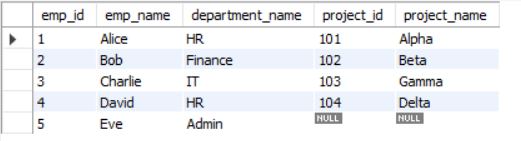 emp_id emp_name department_name project_id project_name
1 Alice HR 101 Alpha
2 Bob Finance 102 Beta
3 Charlie IT 103 Gamma
4 David HR 104 Delta
5 Eve Admin NULL NULL